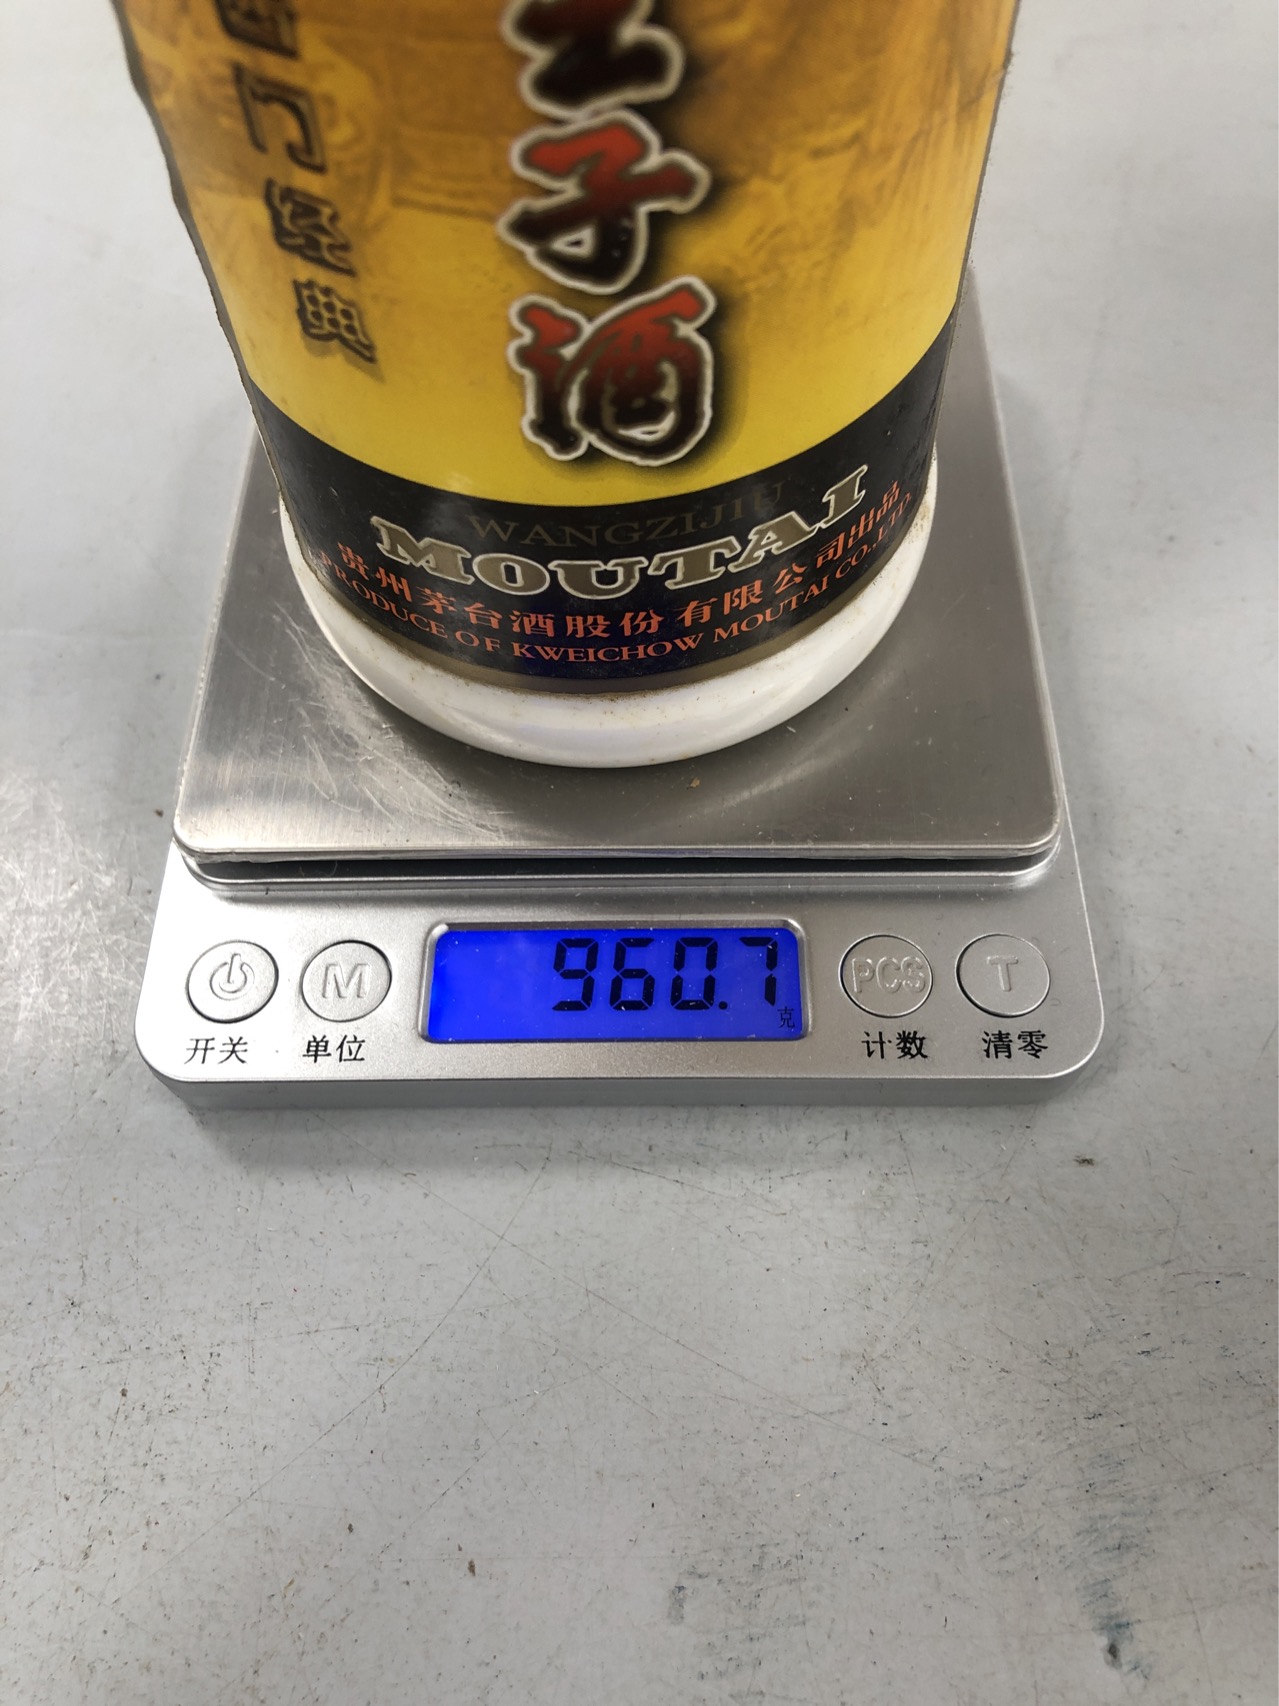 门经典
王子酒
WANGZIJIU
MOUTAI
贵州茅台酒股份有限公司出品
PRODUCE OF KWEICHOW MOUTAI CO.,LTD.
960.7
克
M
PCS
T
开关
单位
计数
清零